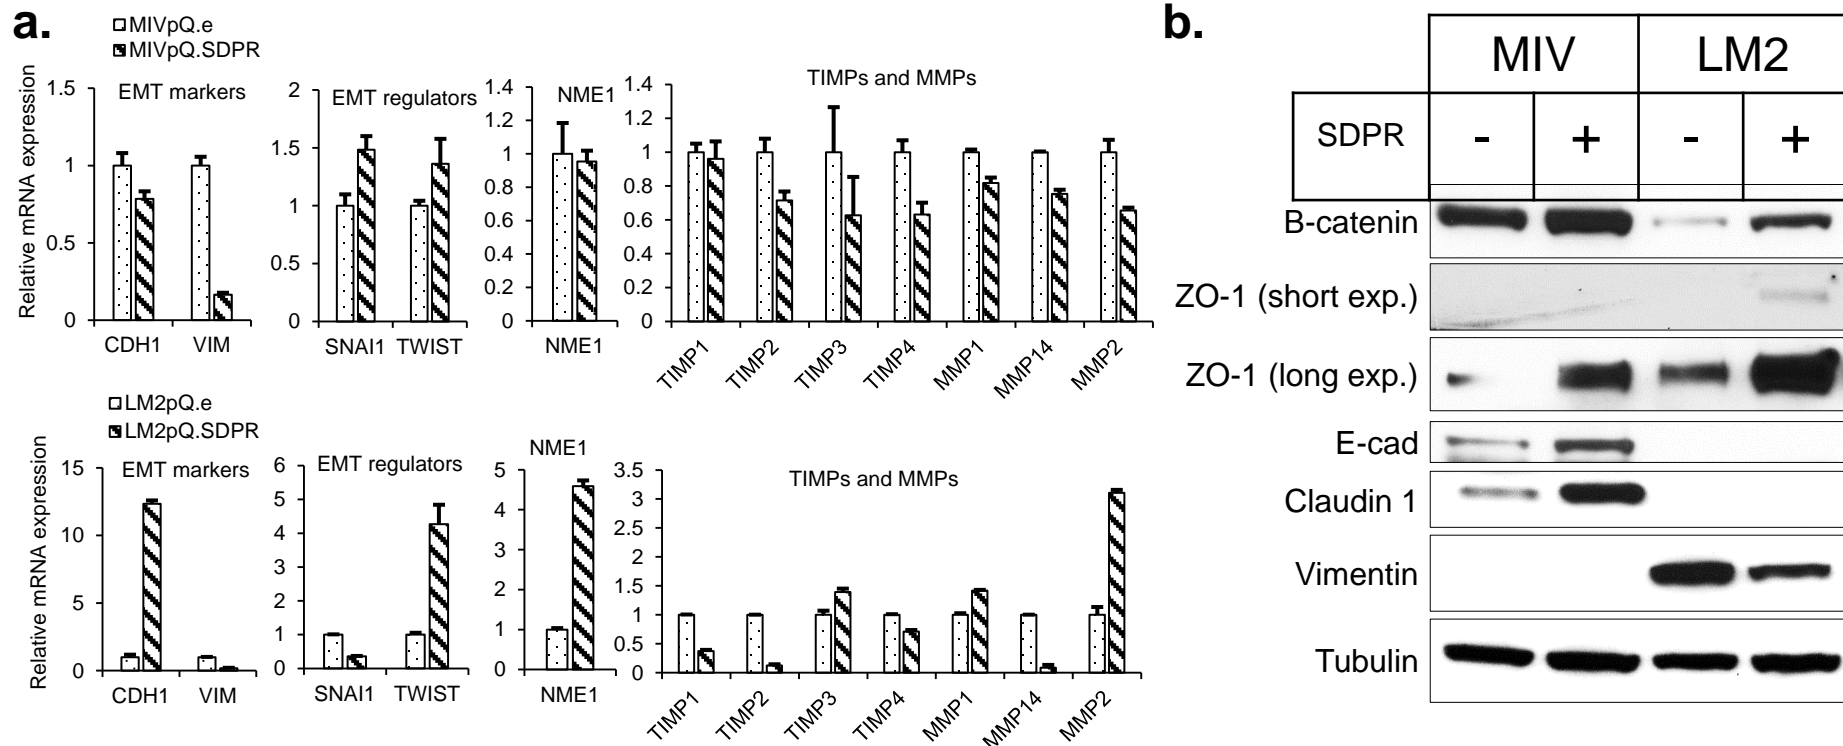 a.
MIVpQ.e
MIVpQ.SDPR
Relative mRNA expression
EMT markers
1.5
1
0.5
0
CDH1 VIM
EMT regulators
2
1.5
1
0.5
0
SNAI1 TWIST
NME1
1.4
1.2
1
0.8
0.6
0.4
0.2
0
NME1
TIMPs and MMPs
1.4
1.2
1
0.8
0.6
0.4
0.2
0
TIMP1 TIMP2 TIMP3 TIMP4 MMP1 MMP14 MMP2
LM2pQ.e
LM2pQ.SDPR
Relative mRNA expression
EMT markers
15
10
5
0
CDH1 VIM
EMT regulators
6
5
4
3
2
1
0
SNAI1 TWIST
NME1
5
4
3
2
1
0
NME1
TIMPs and MMPs
3.5
3
2.5
2
1.5
1
0.5
0
TIMP1 TIMP2 TIMP3 TIMP4 MMP1 MMP14 MMP2
b.
MIV LM2
SDPR - + - +
B-catenin
ZO-1 (short exp.)
ZO-1 (long exp.)
E-cad
Claudin 1
Vimentin
Tubulin